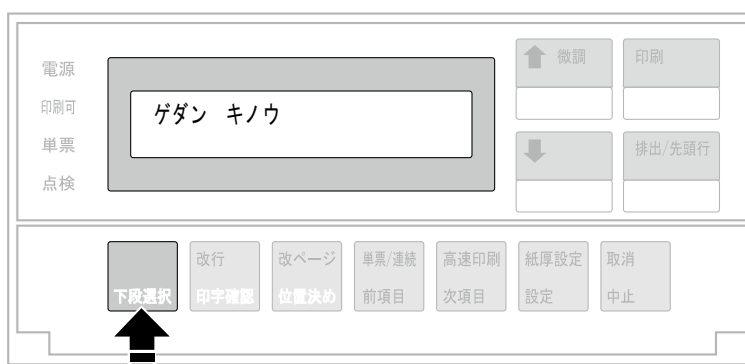 電源
印刷可
単票
点検
ゲダン キノウ
微調
印刷
排出/先頭行
下段選択
改行
印字確認
改ページ
位置決め
単票/連続
前項目
高速印刷
次項目
紙厚設定
設定
取消
中止